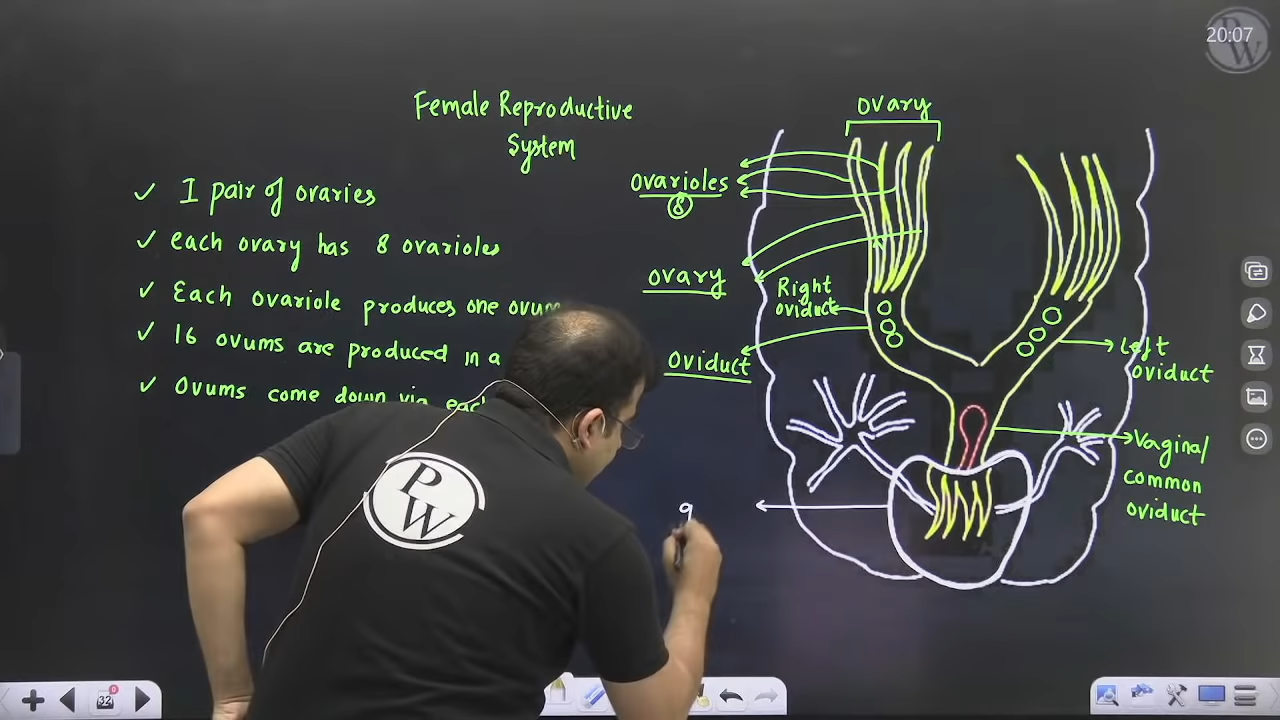 20:07
PW
Female Reproductive
System
1 pair of ovaries
each ovary has 8 ovarioles
Each ovariole produces one ovum
16 ovums are produced in a
Ovums come down via each
ovary
ovarioles
8
ovary
Right
oviduct
Oviduct
Left
oviduct
Vaginal
common
oviduct
g
PW
32